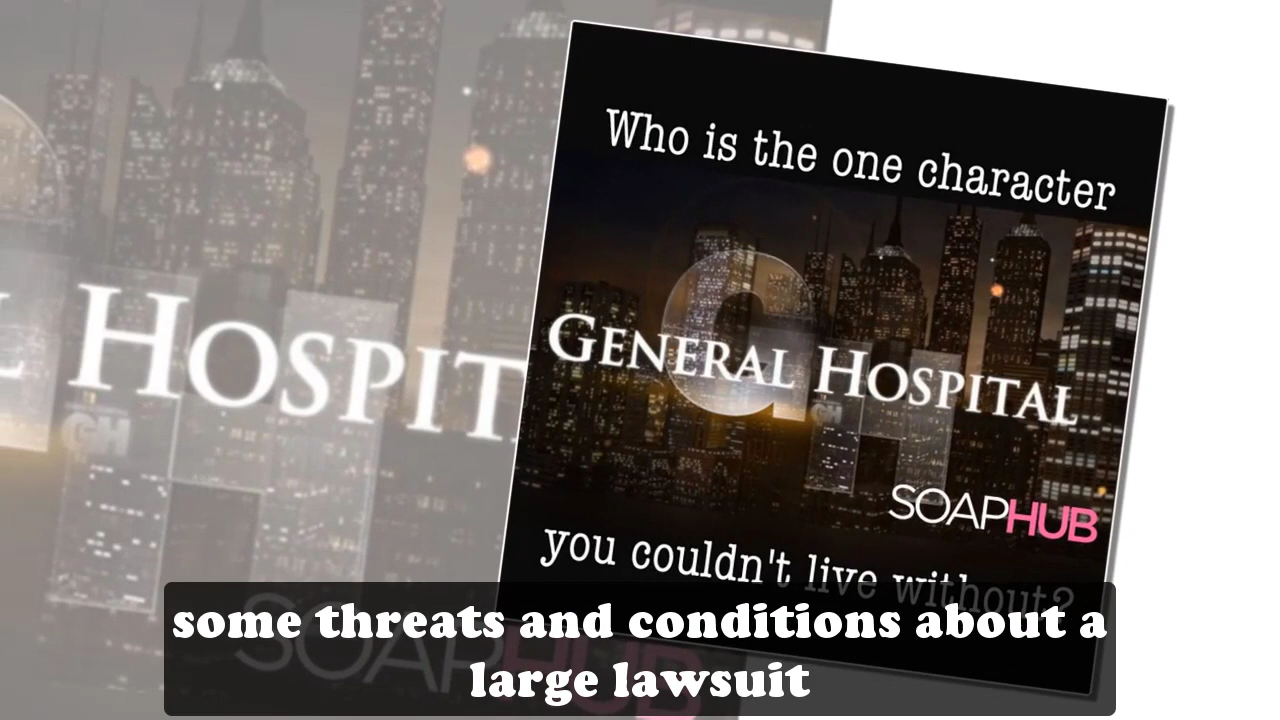 Who is the one character
GENERAL HOSPITAL
GH
SOAPHUB
you couldn't live without?
L HOSPIT
GH
SOAPHUB
some threats and conditions about a
large lawsuit